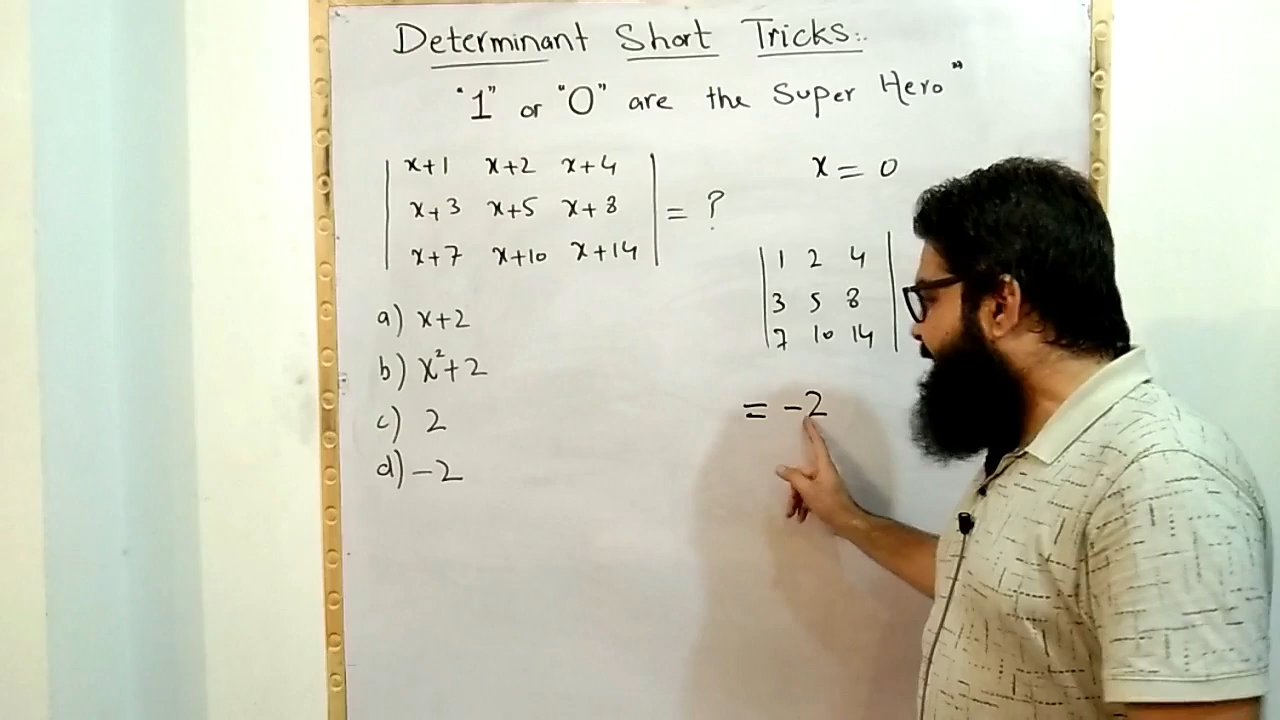 Determinant Short Tricks:.
"1" or "0" are the Super Hero"
| x+1 x+2 x+4 |
| x+3 x+5 x+8 | = ?
| x+7 x+10 x+14 |
a) x+2
b) x²+2
c) 2
d) -2
x = 0
| 1 2 4 |
| 3 5 8 |
| 7 10 14 |
= -2